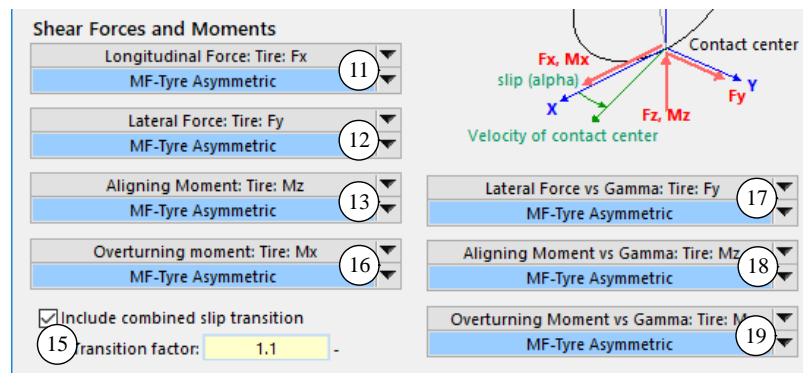 Shear Forces and Moments
Longitudinal Force: Tire: Fx
MF-Tyre Asymmetric
11
Lateral Force: Tire: Fy
MF-Tyre Asymmetric
12
Aligning Moment: Tire: Mz
MF-Tyre Asymmetric
13
Overturning moment: Tire: Mx
MF-Tyre Asymmetric
16
Include combined slip transition
15
Transition factor: 1.1 -
Contact center
Fx, Mx
slip (alpha)
X
Y
Fy
Fz, Mz
Velocity of contact center
Lateral Force vs Gamma: Tire: Fy
MF-Tyre Asymmetric
17
Aligning Moment vs Gamma: Tire: Mz
MF-Tyre Asymmetric
18
Overturning Moment vs Gamma: Tire:
MF-Tyre Asymmetric
19